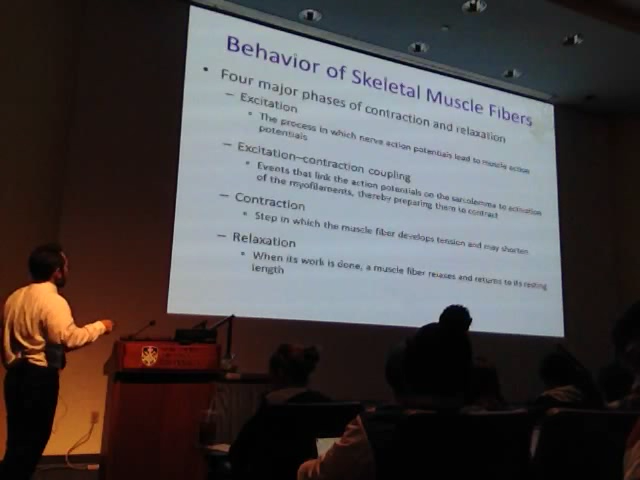 Behavior of Skeletal Muscle Fibers
• Four major phases of contraction and relaxation
– Excitation
• The process in which nerve action potentials lead to muscle action
potentials
– Excitation–contraction coupling
• Events that link the action potentials on the sarcolemma to activation
of the myofilaments, thereby preparing them to contract
– Contraction
• Step in which the muscle fiber develops tension and may shorten
– Relaxation
• When its work is done, a muscle fiber relaxes and returns to its resting
length